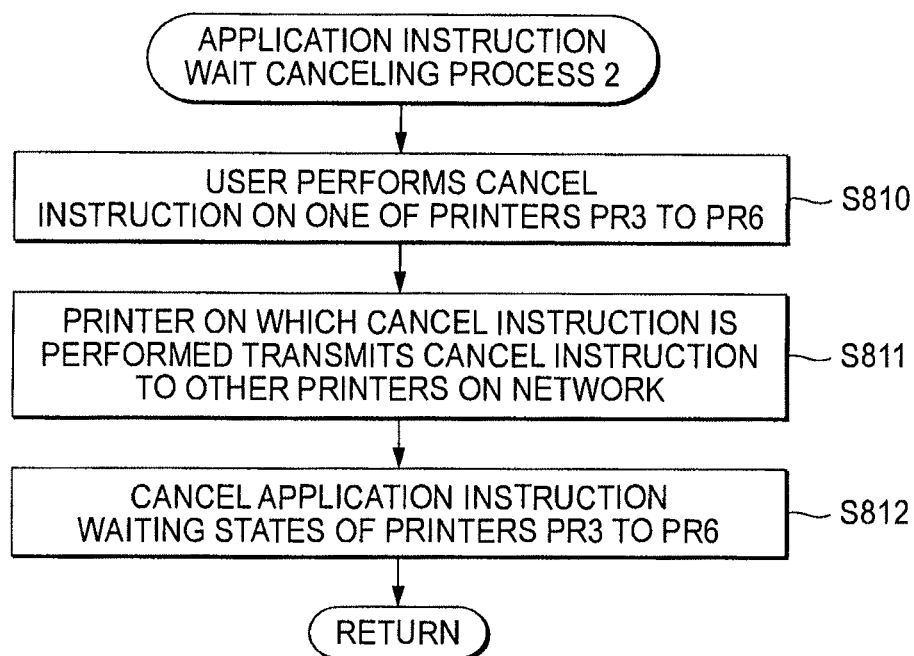 APPLICATION INSTRUCTION
WAIT CANCELING PROCESS 2
USER PERFORMS CANCEL
INSTRUCTION ON ONE OF PRINTERS PR3 TO PR6
S810
PRINTER ON WHICH CANCEL INSTRUCTION IS
PERFORMED TRANSMITS CANCEL INSTRUCTION
TO OTHER PRINTERS ON NETWORK
S811
CANCEL APPLICATION INSTRUCTION
WAITING STATES OF PRINTERS PR3 TO PR6
S812
RETURN